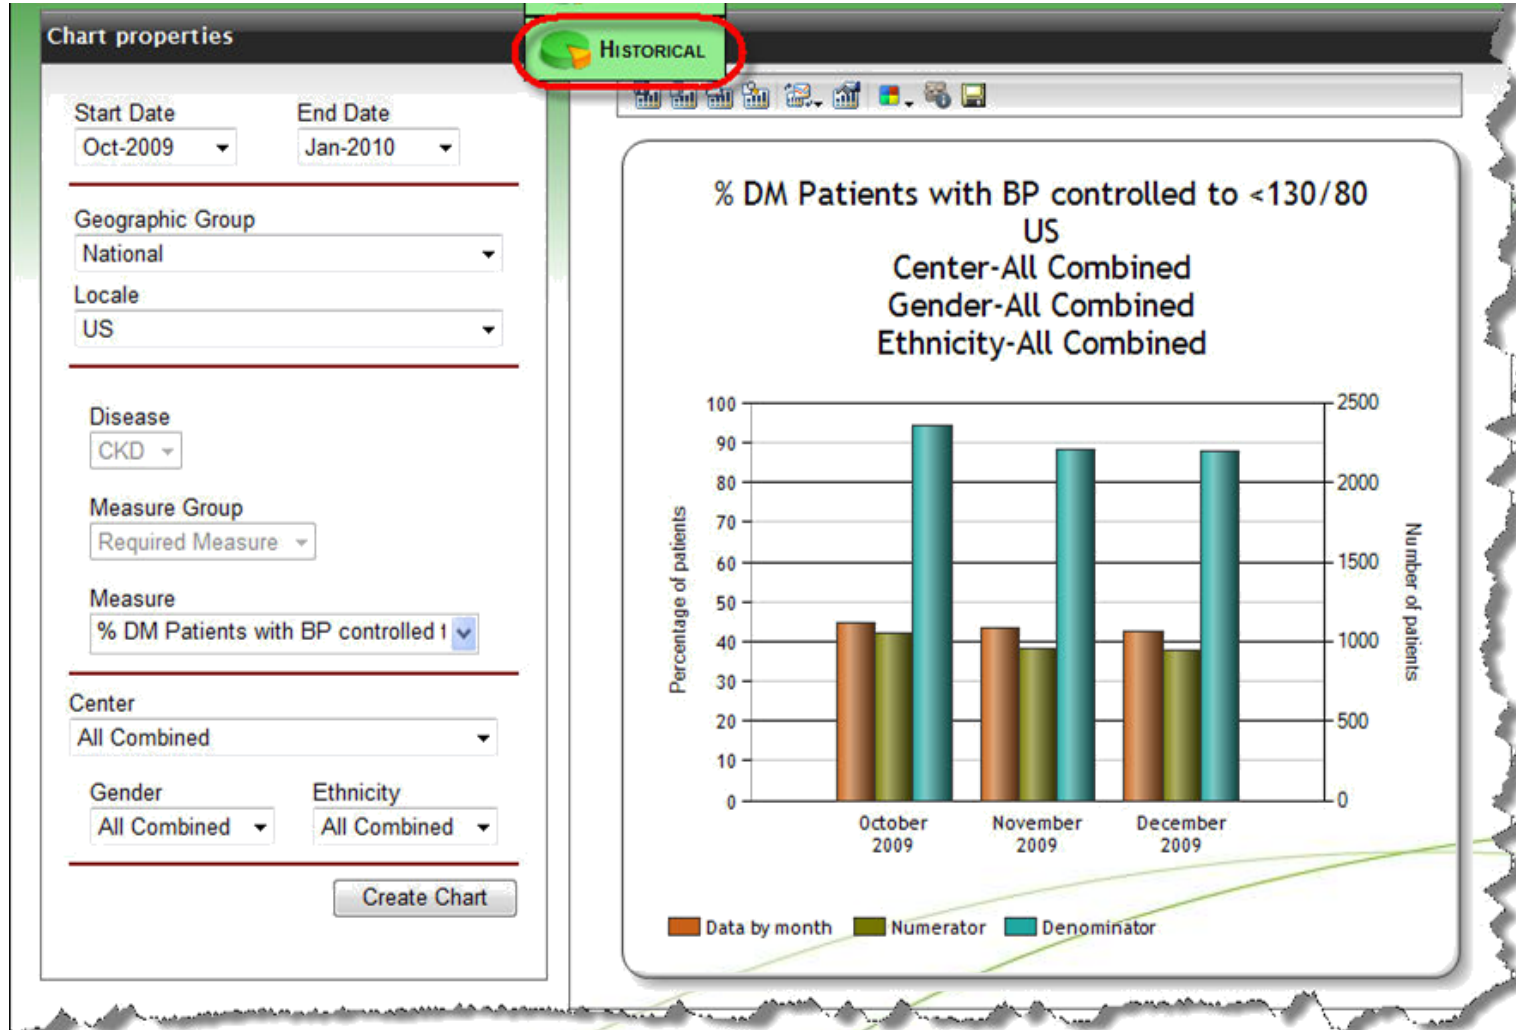 Chart properties
HISTORICAL
Start Date
End Date
Oct-2009
Jan-2010
Geographic Group
National
Locale
US
Disease
CKD
Measure Group
Required Measure
Measure
% DM Patients with BP controlled t
Center
All Combined
Gender
Ethnicity
All Combined
All Combined
Create Chart
% DM Patients with BP controlled to <130/80
US
Center-All Combined
Gender-All Combined
Ethnicity-All Combined
Percentage of patients
100
90
80
70
60
50
40
30
20
10
0
2500
2000
1500
1000
500
0
Number of patients
October
2009
November
2009
December
2009
Data by month
Numerator
Denominator